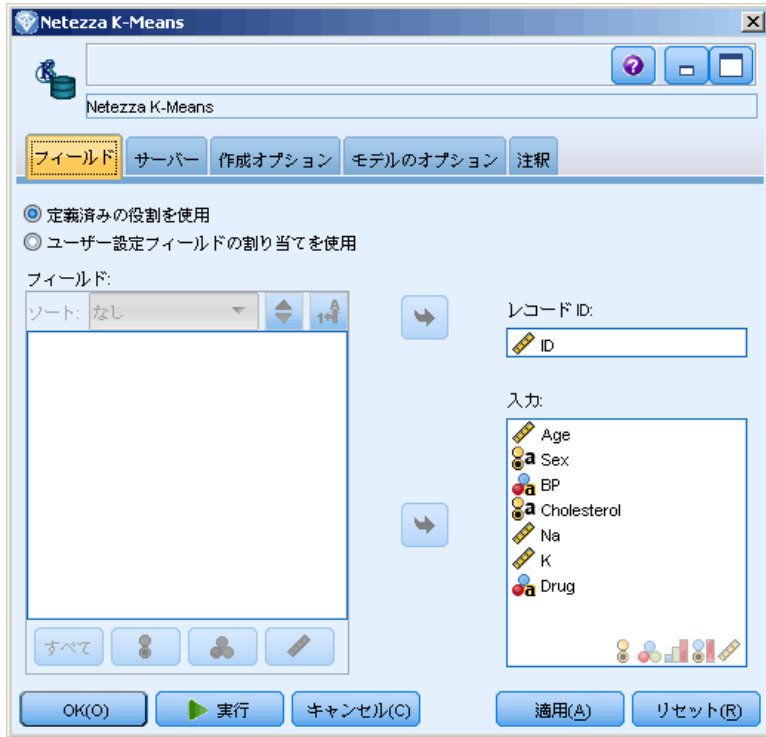 Netezza K-Means
Netezza K-Means
フィールド サーバー 作成オプション モデルのオプション 注釈
定義済みの役割を使用
ユーザー設定フィールドの割り当てを使用
フィールド:
ソート: なし
レコード ID:
ID
入力:
Age
Sex
BP
Cholesterol
Na
K
Drug
すべて
OK(O) 実行 キャンセル(C) 適用(A) リセット(R)